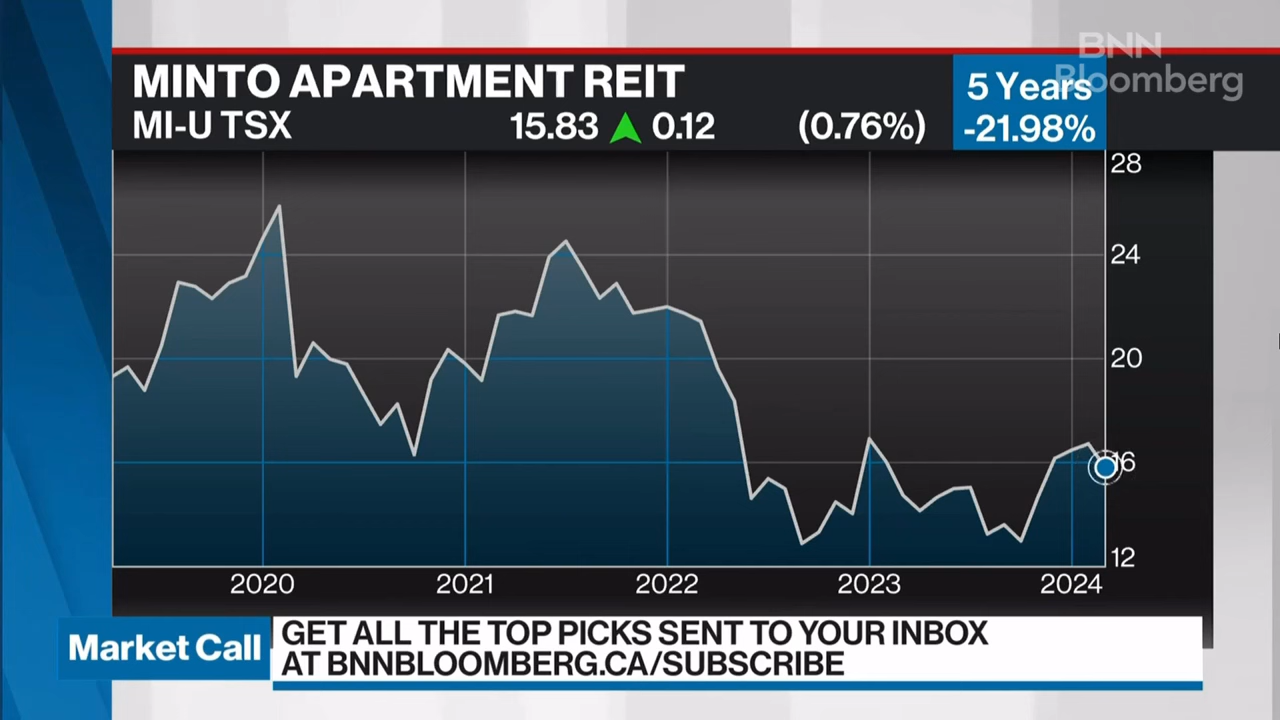 BNN
Bloomberg
MINTO APARTMENT REIT
MI-U TSX 15.83 0.12 (0.76%)
5 Years
-21.98%
28
24
20
16
12
2020 2021 2022 2023 2024
Market Call
GET ALL THE TOP PICKS SENT TO YOUR INBOX
AT BNNBLOOMBERG.CA/SUBSCRIBE